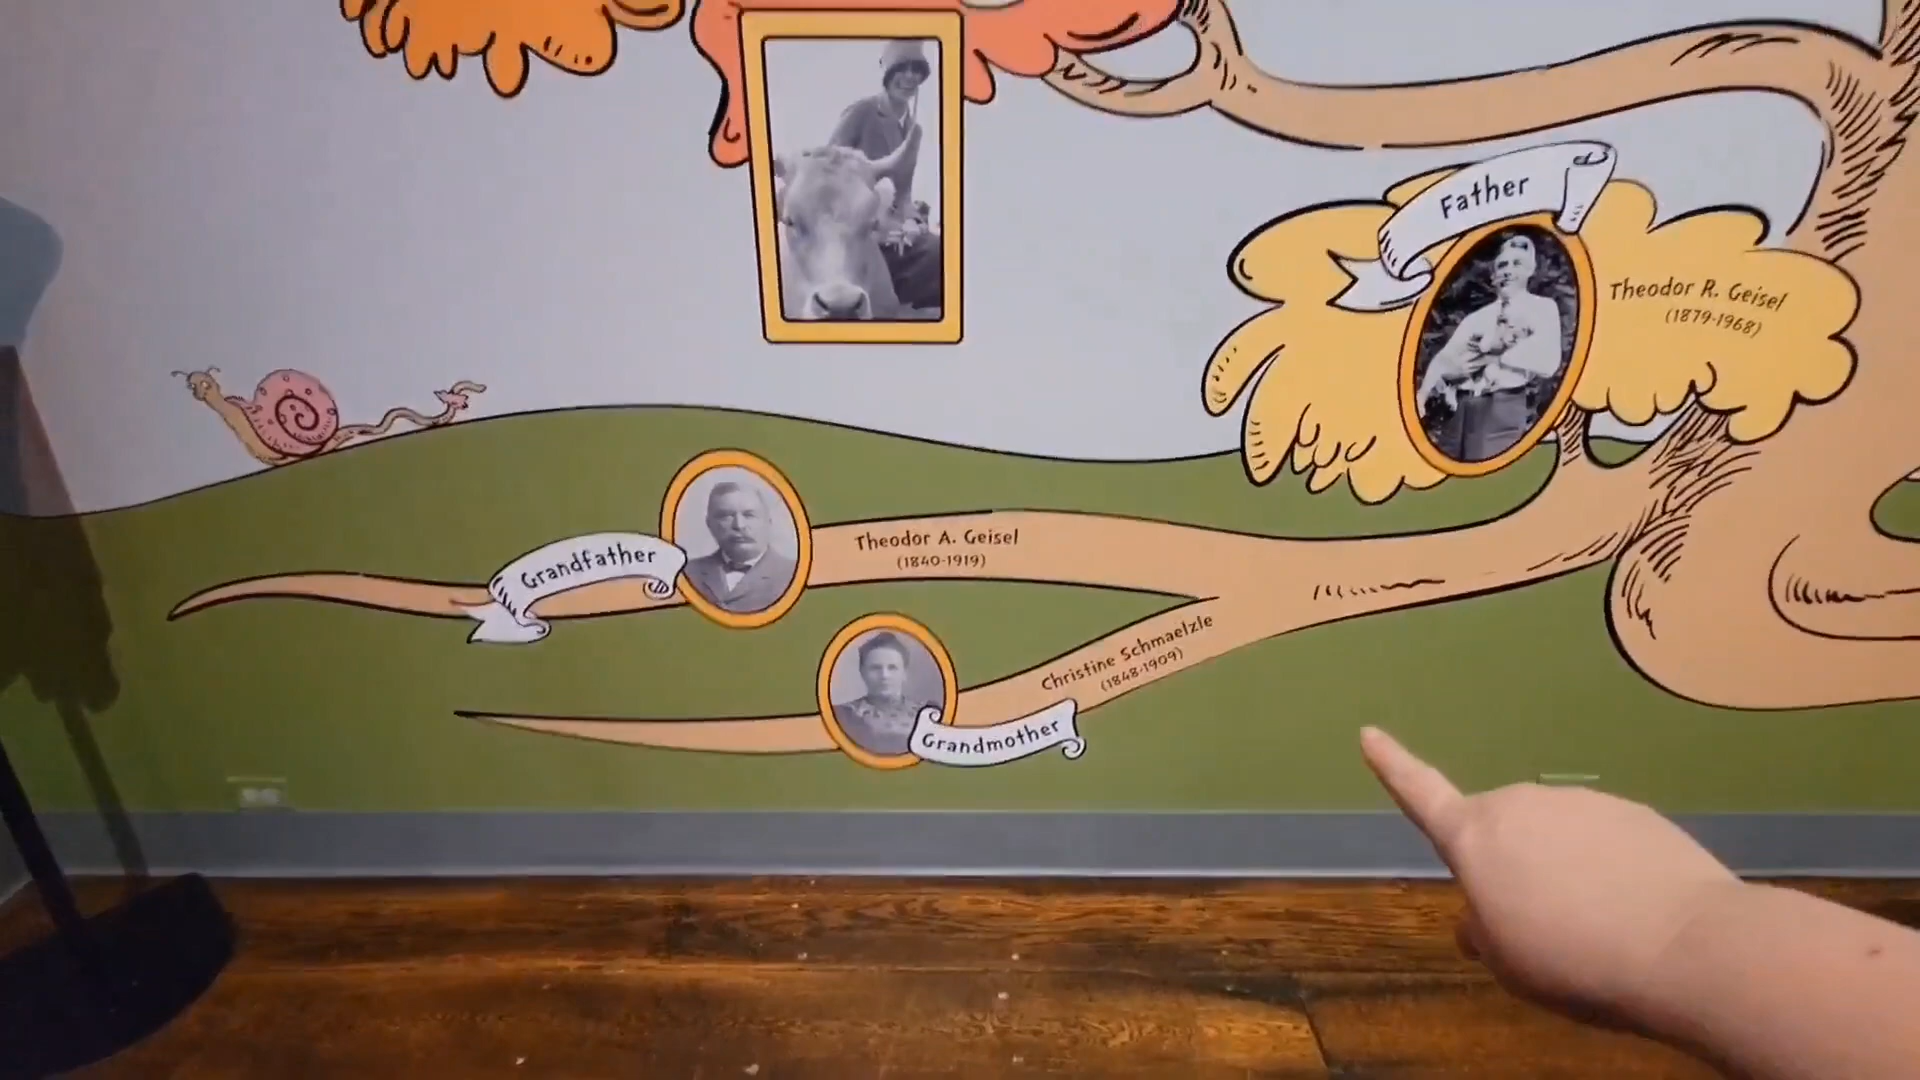 Father
Theodor R. Geisel
(1879-1968)
Grandfather
Theodor A. Geisel
(1840-1919)
Christine Schmaelzle
(1848-1909)
Grandmother